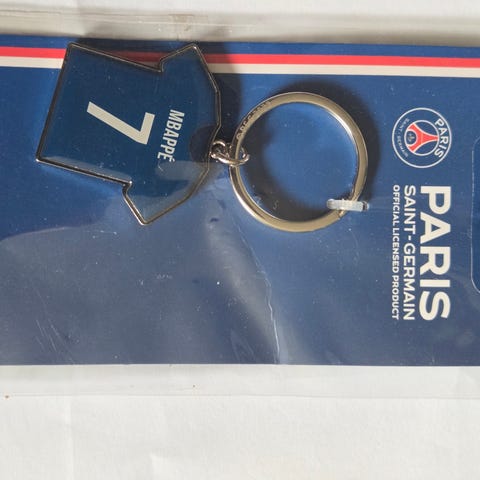 PARIS
SAINT-GERMAIN
PARIS
SAINT-GERMAIN
OFFICIAL LICENSED PRODUCT
MBAPPÉ
7